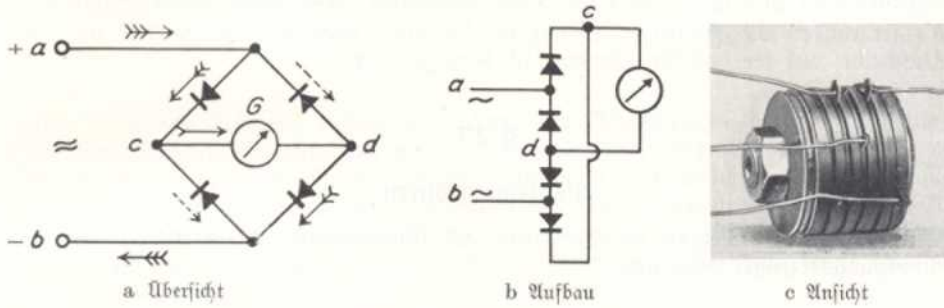 + a
≈
– b
c
G
d
a Überſicht
c
a ~
d
b ~
b Aufbau
c Anſicht